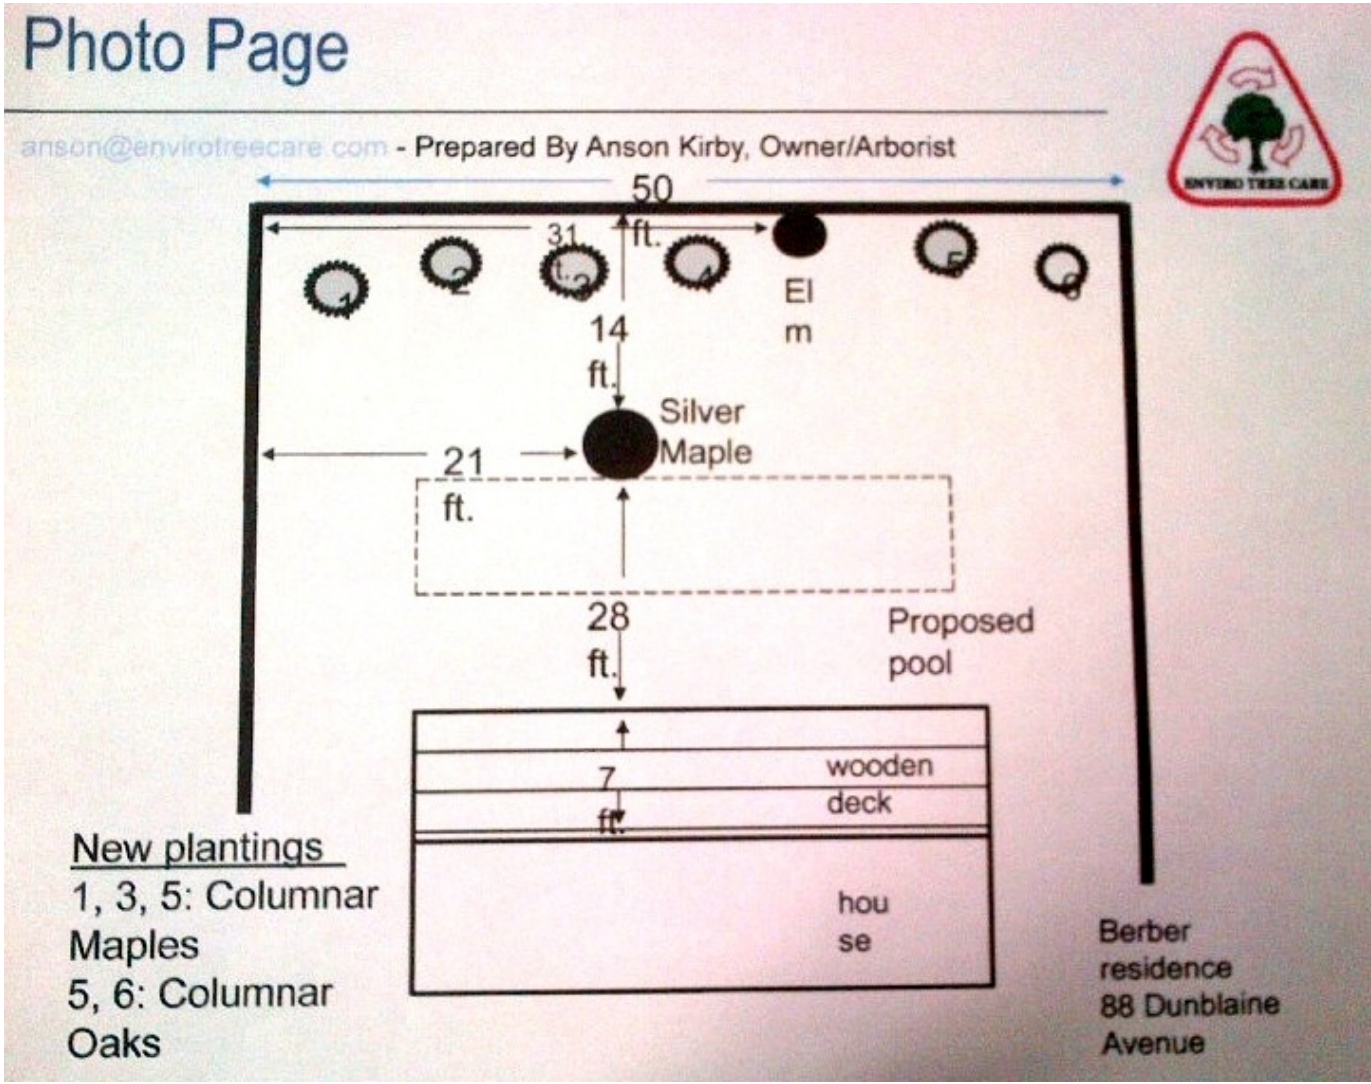 Photo Page
anson@envirotreecare.com - Prepared By Anson Kirby, Owner/Arborist
ENVIRO TREE CARE
50
ft.
31
t.
1
2
3
4
5
6
El
m
14
ft.
Silver
Maple
21
ft.
28
ft.
Proposed
pool
7
ft.
wooden
deck
hou
se
New plantings
1, 3, 5: Columnar
Maples
5, 6: Columnar
Oaks
Berber
residence
88 Dunblaine
Avenue